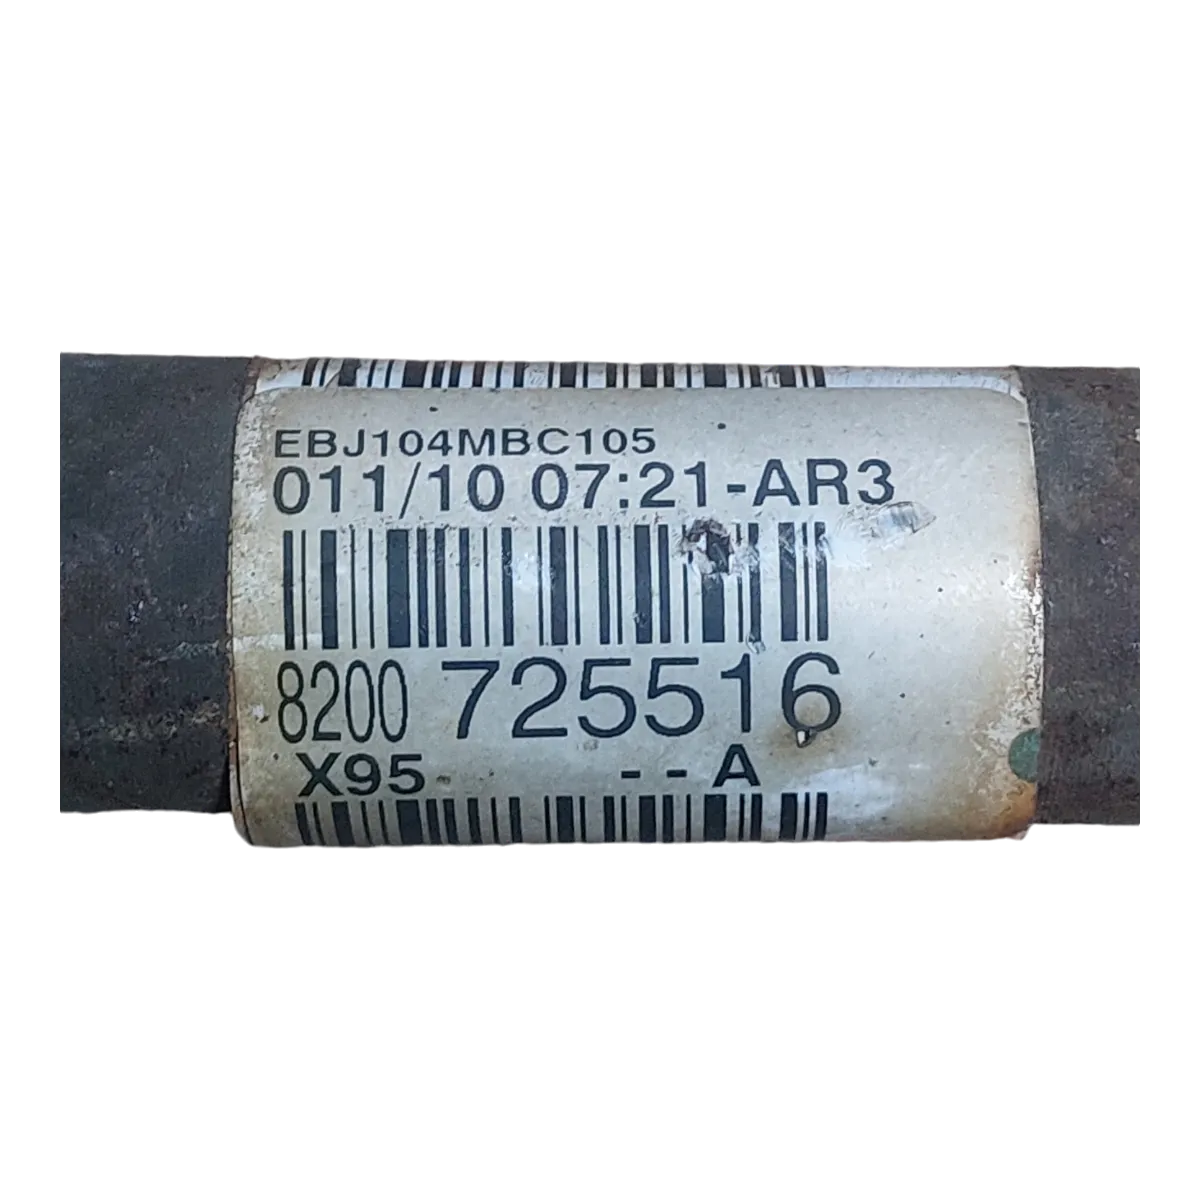 EBJ104MBC105
011/10 07:21-AR3
8200 725516
X95 -- A